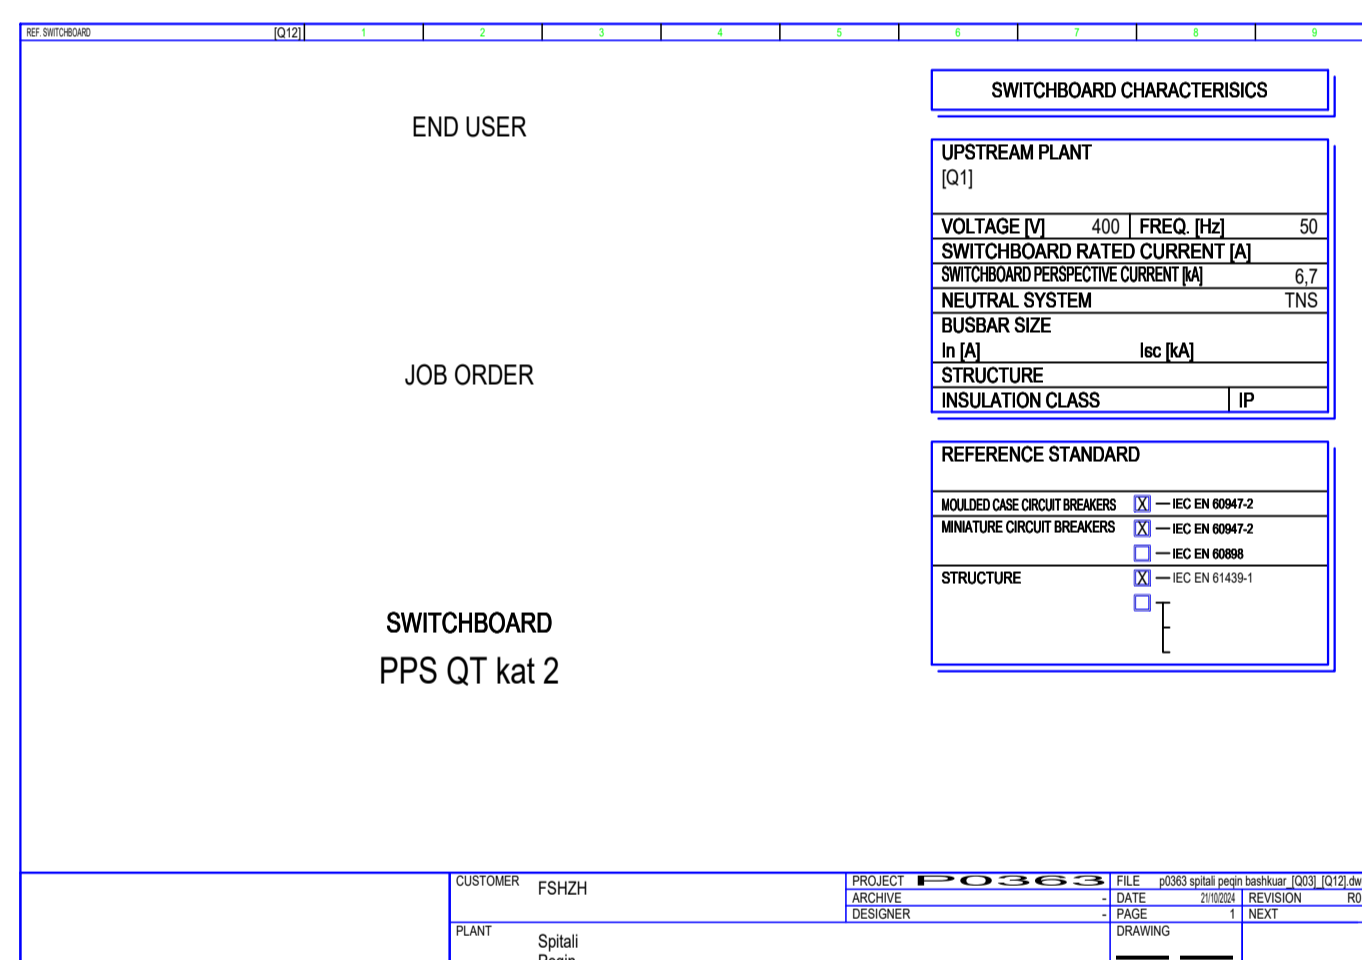 REF. SWITCHBOARD [Q12] 1 2 3 4 5 6 7 8 9
END USER
JOB ORDER
SWITCHBOARD
PPS QT kat 2
SWITCHBOARD CHARACTERISICS
UPSTREAM PLANT
[Q1]
VOLTAGE [V] 400 FREQ. [Hz] 50
SWITCHBOARD RATED CURRENT [A]
SWITCHBOARD PERSPECTIVE CURRENT [kA] 6,7
NEUTRAL SYSTEM TNS
BUSBAR SIZE
In [A] Isc [kA]
STRUCTURE
INSULATION CLASS IP
REFERENCE STANDARD
MOULDED CASE CIRCUIT BREAKERS X — IEC EN 60947-2
MINIATURE CIRCUIT BREAKERS X — IEC EN 60947-2
— IEC EN 60898
STRUCTURE X — IEC EN 61439-1
CUSTOMER FSHZH
PLANT Spitali
Peqin
PROJECT P0363 FILE p0363 spitali peqin bashkuar_[Q03]_[Q12].dw
ARCHIVE - DATE 21/10/2024 REVISION R0
DESIGNER - PAGE 1 NEXT
DRAWING